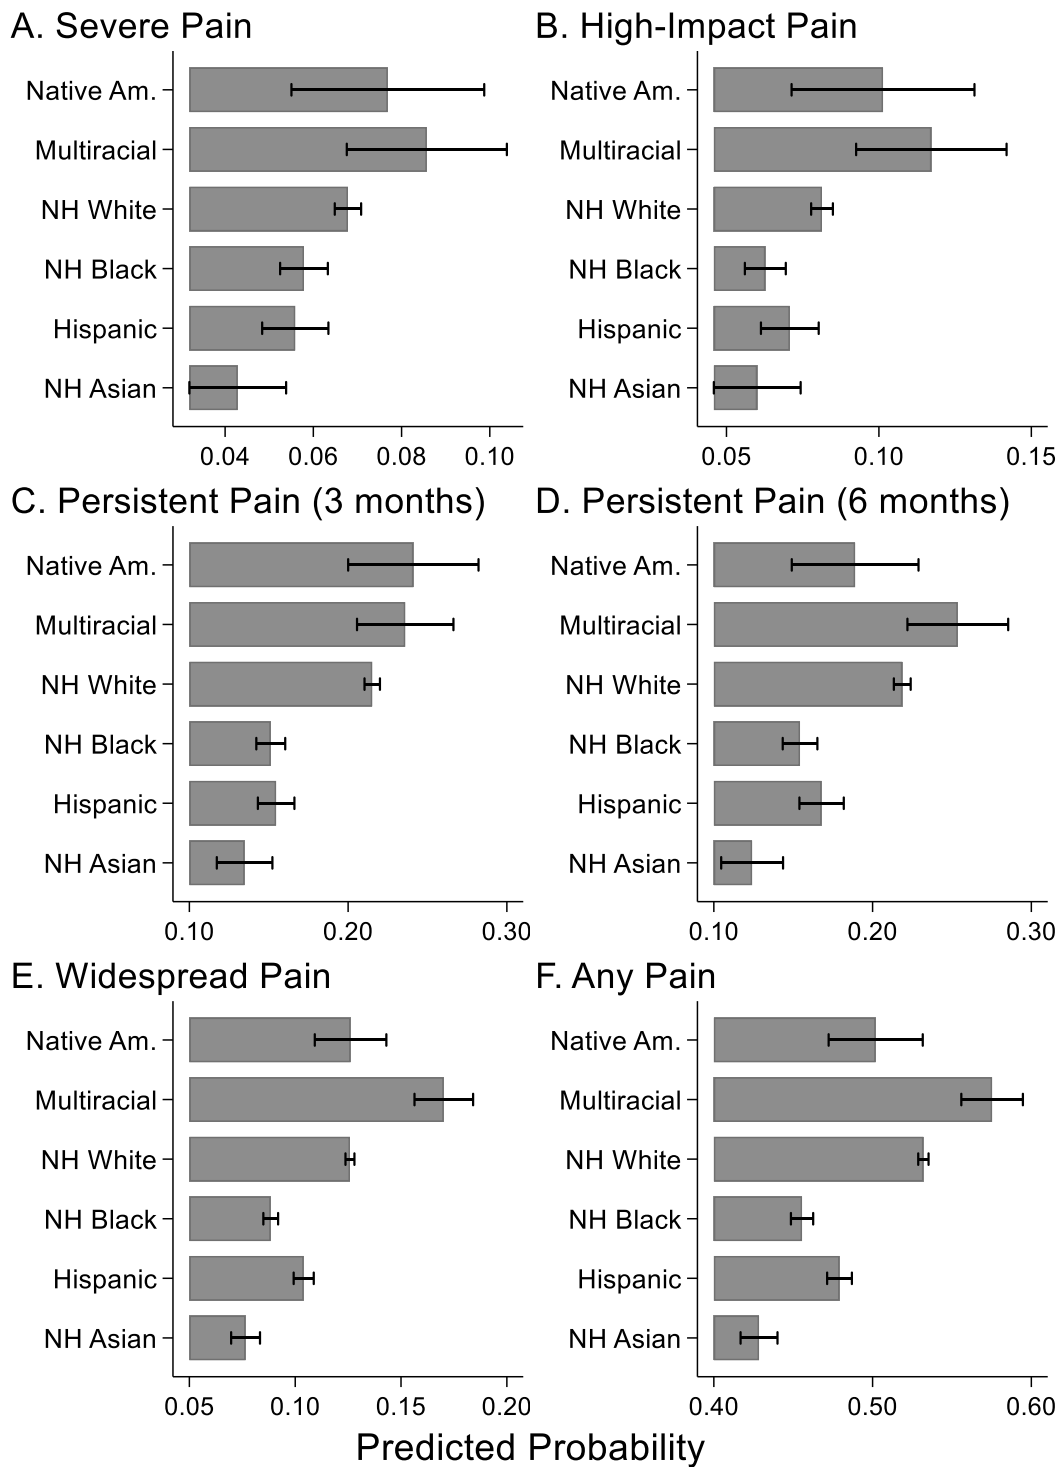 A. Severe Pain
Native Am.
Multiracial
NH White
NH Black
Hispanic
NH Asian
0.04 0.06 0.08 0.10
B. High-Impact Pain
Native Am.
Multiracial
NH White
NH Black
Hispanic
NH Asian
0.05 0.10 0.15
C. Persistent Pain (3 months)
Native Am.
Multiracial
NH White
NH Black
Hispanic
NH Asian
0.10 0.20 0.30
D. Persistent Pain (6 months)
Native Am.
Multiracial
NH White
NH Black
Hispanic
NH Asian
0.10 0.20 0.30
E. Widespread Pain
Native Am.
Multiracial
NH White
NH Black
Hispanic
NH Asian
0.05 0.10 0.15 0.20
F. Any Pain
Native Am.
Multiracial
NH White
NH Black
Hispanic
NH Asian
0.40 0.50 0.60
Predicted Probability